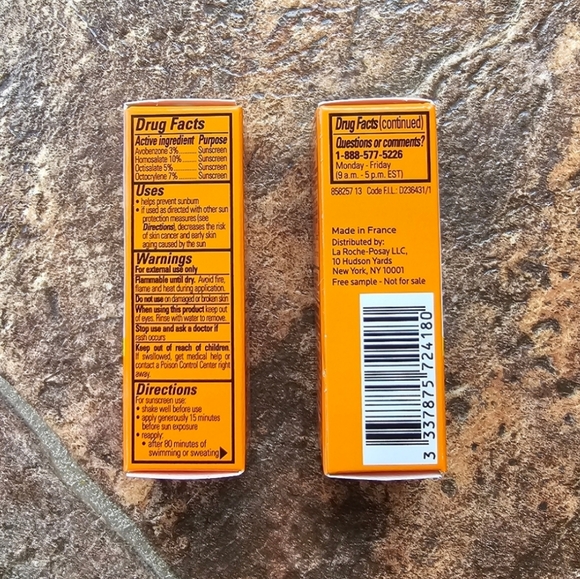 Drug Facts
Active ingredient Purpose
Avobenzone 3% Sunscreen
Homosalate 10% Sunscreen
Octisalate 5% Sunscreen
Octocrylene 7% Sunscreen
Uses
• helps prevent sunburn
• if used as directed with other sun
protection measures (see
Directions), decreases the risk
of skin cancer and early skin
aging caused by the sun
Warnings
For external use only
Flammable until dry. Avoid fire,
flame and heat during application.
Do not use on damaged or broken skin
When using this product keep out
of eyes. Rinse with water to remove.
Stop use and ask a doctor if
rash occurs
Keep out of reach of children.
If swallowed, get medical help or
contact a Poison Control Center right
away.
Directions
For sunscreen use:
• shake well before use
• apply generously 15 minutes
before sun exposure
• reapply:
• after 80 minutes of
swimming or sweating
Drug Facts (continued)
Questions or comments?
1-888-577-5226
Monday - Friday
(9 a.m. - 5 p.m. EST)
858257 13 Code F.I.L.: D236431/1
Made in France
Distributed by:
La Roche-Posay LLC,
10 Hudson Yards
New York, NY 10001
Free sample - Not for sale
3 337875 724180